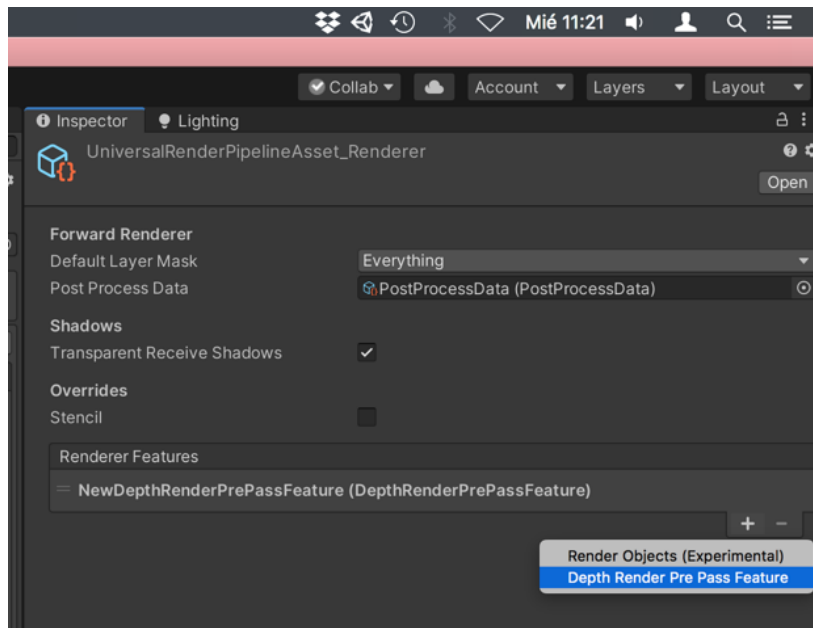 Mié 11:21
Collab Account Layers Layout
Inspector Lighting
UniversalRenderPipelineAsset_Renderer
Open
Forward Renderer
Default Layer Mask Everything
Post Process Data PostProcessData (PostProcessData)
Shadows
Transparent Receive Shadows
Overrides
Stencil
Renderer Features
NewDepthRenderPrePassFeature (DepthRenderPrePassFeature)
Render Objects (Experimental)
Depth Render Pre Pass Feature